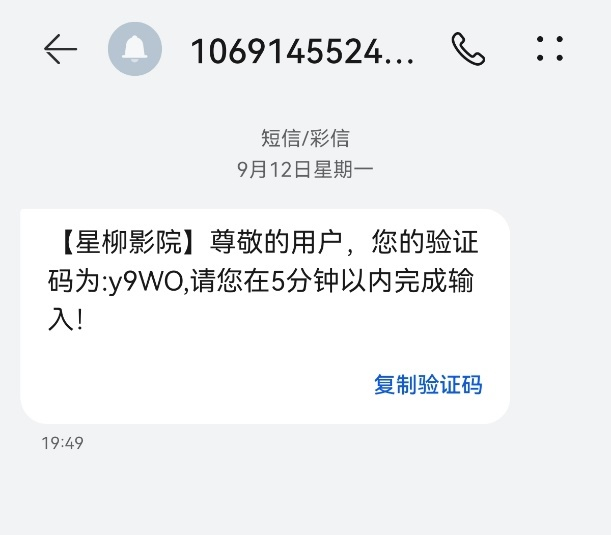 1069145524...
短信/彩信
9月12日星期一
【星柳影院】尊敬的用户，您的验证
码为:y9WO,请您在5分钟以内完成输
入!
复制验证码
19:49